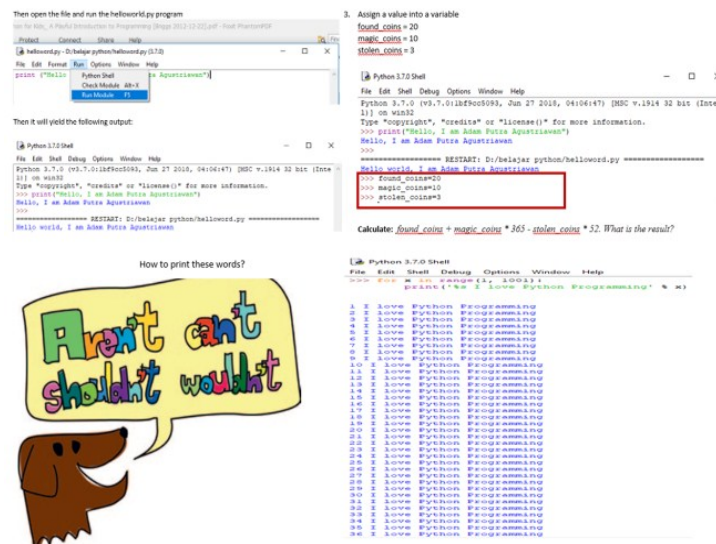 Then open the file and run the helloworld.py program
Protect Connect Share Help
helloword.py - D:/belajar python/helloword.py (3.7.0)
File Edit Format Run Options Window Help
print ("Hello
ra Agustriawan")
Python Shell
Check Module Alt+X
Run Module F5
Then it will yield the following output:
Python 3.7.0 Shell
File Edit Shell Debug Options Window Help
Python 3.7.0 (v3.7.0:1bf9cc5093, Jun 27 2018, 04:06:47) [MSC v.1914 32 bit (Inte
l)] on win32
Type "copyright", "credits" or "license()" for more information.
>>> print("Hello, I am Adam Putra Agustriawan")
Hello, I am Adam Putra Agustriawan
>>>
=================== RESTART: D:/belajar python/helloword.py ===================
Hello world, I am Adam Putra Agustriawan
3. Assign a value into a variable
found_coins = 20
magic_coins = 10
stolen_coins = 3
Python 3.7.0 Shell
File Edit Shell Debug Options Window Help
Python 3.7.0 (v3.7.0:1bf9cc5093, Jun 27 2018, 04:06:47) [MSC v.1914 32 bit (Inte
l)] on win32
Type "copyright", "credits" or "license()" for more information.
>>> print("Hello, I am Adam Putra Agustriawan")
Hello, I am Adam Putra Agustriawan
>>>
=================== RESTART: D:/belajar python/helloword.py ===================
Hello world, I am Adam Putra Agustriawan
>>> found_coins=20
>>> magic_coins=10
>>> stolen_coins=3
Calculate: found_coins + magic_coins * 365 - stolen_coins * 52. What is the result?
How to print these words?
Aren't can't
shouldn't wouldn't
Python 3.7.0 Shell
File Edit Shell Debug Options Window Help
>>> for x in range(1, 1001):
print('%s I love Python Programming' % x)
1 I love Python Programming
2 I love Python Programming
3 I love Python Programming
4 I love Python Programming
5 I love Python Programming
6 I love Python Programming
7 I love Python Programming
8 I love Python Programming
9 I love Python Programming
10 I love Python Programming
11 I love Python Programming
12 I love Python Programming
13 I love Python Programming
14 I love Python Programming
15 I love Python Programming
16 I love Python Programming
17 I love Python Programming
18 I love Python Programming
19 I love Python Programming
20 I love Python Programming
21 I love Python Programming
22 I love Python Programming
23 I love Python Programming
24 I love Python Programming
25 I love Python Programming
26 I love Python Programming
27 I love Python Programming
28 I love Python Programming
29 I love Python Programming
30 I love Python Programming
31 I love Python Programming
32 I love Python Programming
33 I love Python Programming
34 I love Python Programming
35 I love Python Programming
36 I love Python Programming